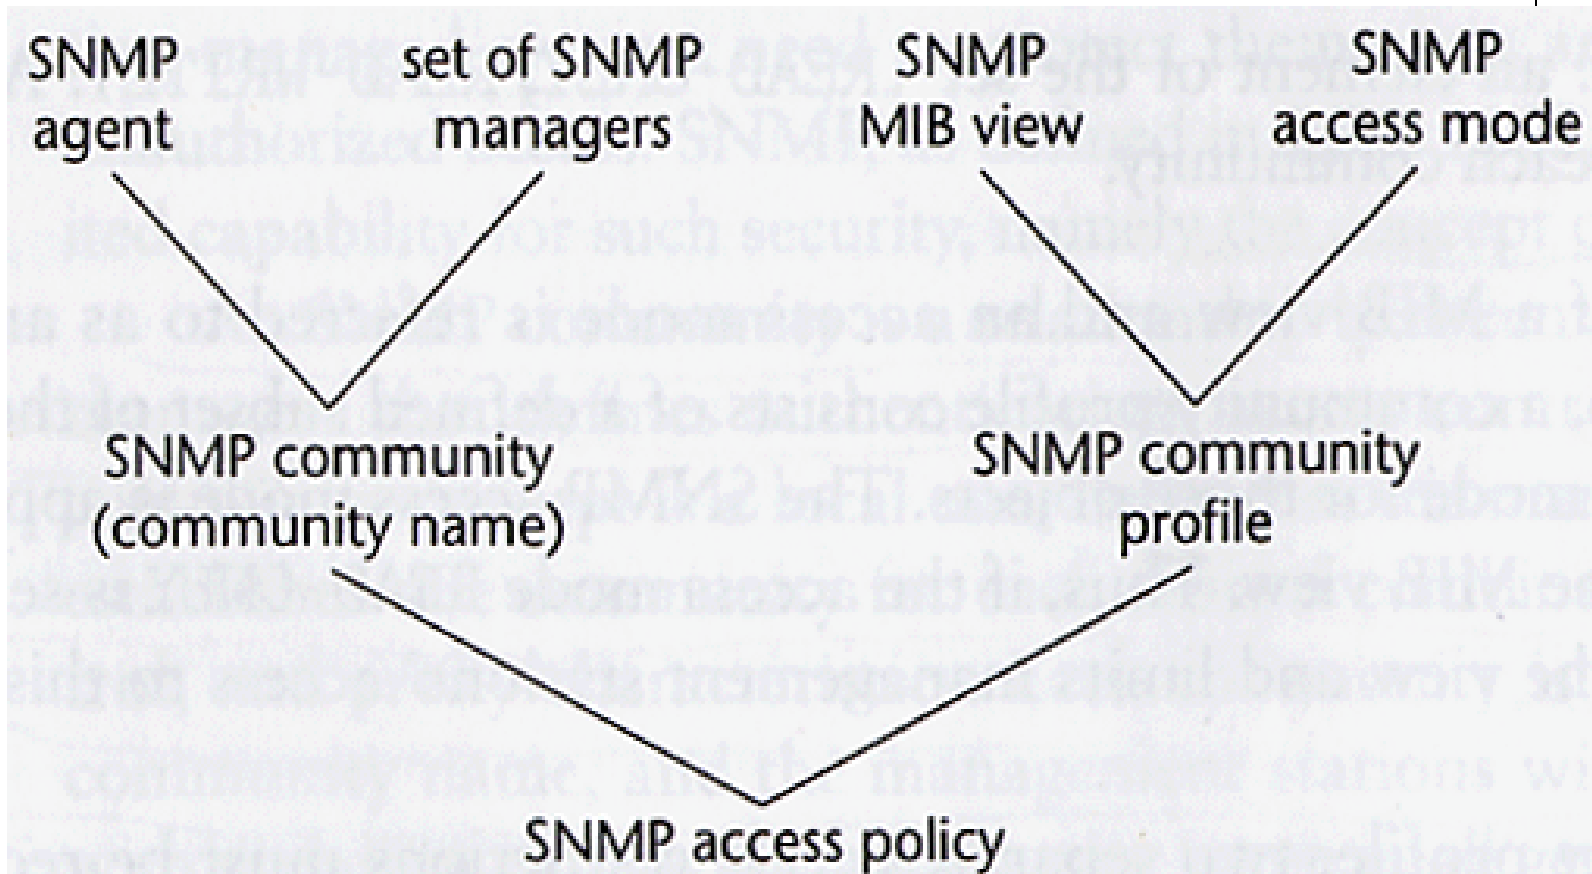 SNMP
agent
set of SNMP
managers
SNMP
MIB view
SNMP
access mode
SNMP community
(community name)
SNMP community
profile
SNMP access policy